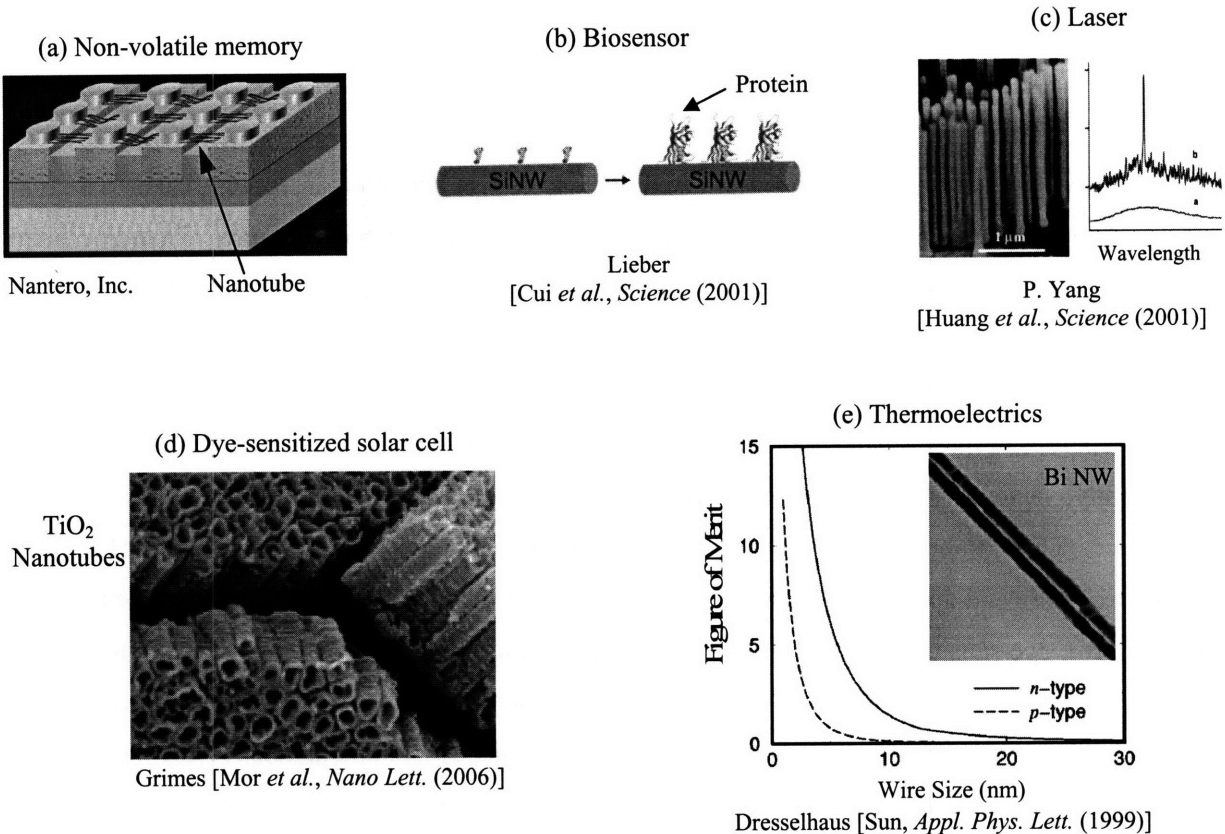 (a) Non-volatile memory
Nantero, Inc.
Nanotube
(b) Biosensor
Protein
SiNW
SiNW
Lieber
[Cui et al., Science (2001)]
(c) Laser
1 μm
b
a
Wavelength
P. Yang
[Huang et al., Science (2001)]
(d) Dye-sensitized solar cell
TiO2
Nanotubes
Grimes [Mor et al., Nano Lett. (2006)]
(e) Thermoelectrics
15
10
5
0
Figure of Merit
Bi NW
n-type
p-type
0
10
20
30
Wire Size (nm)
Dresselhaus [Sun, Appl. Phys. Lett. (1999)]